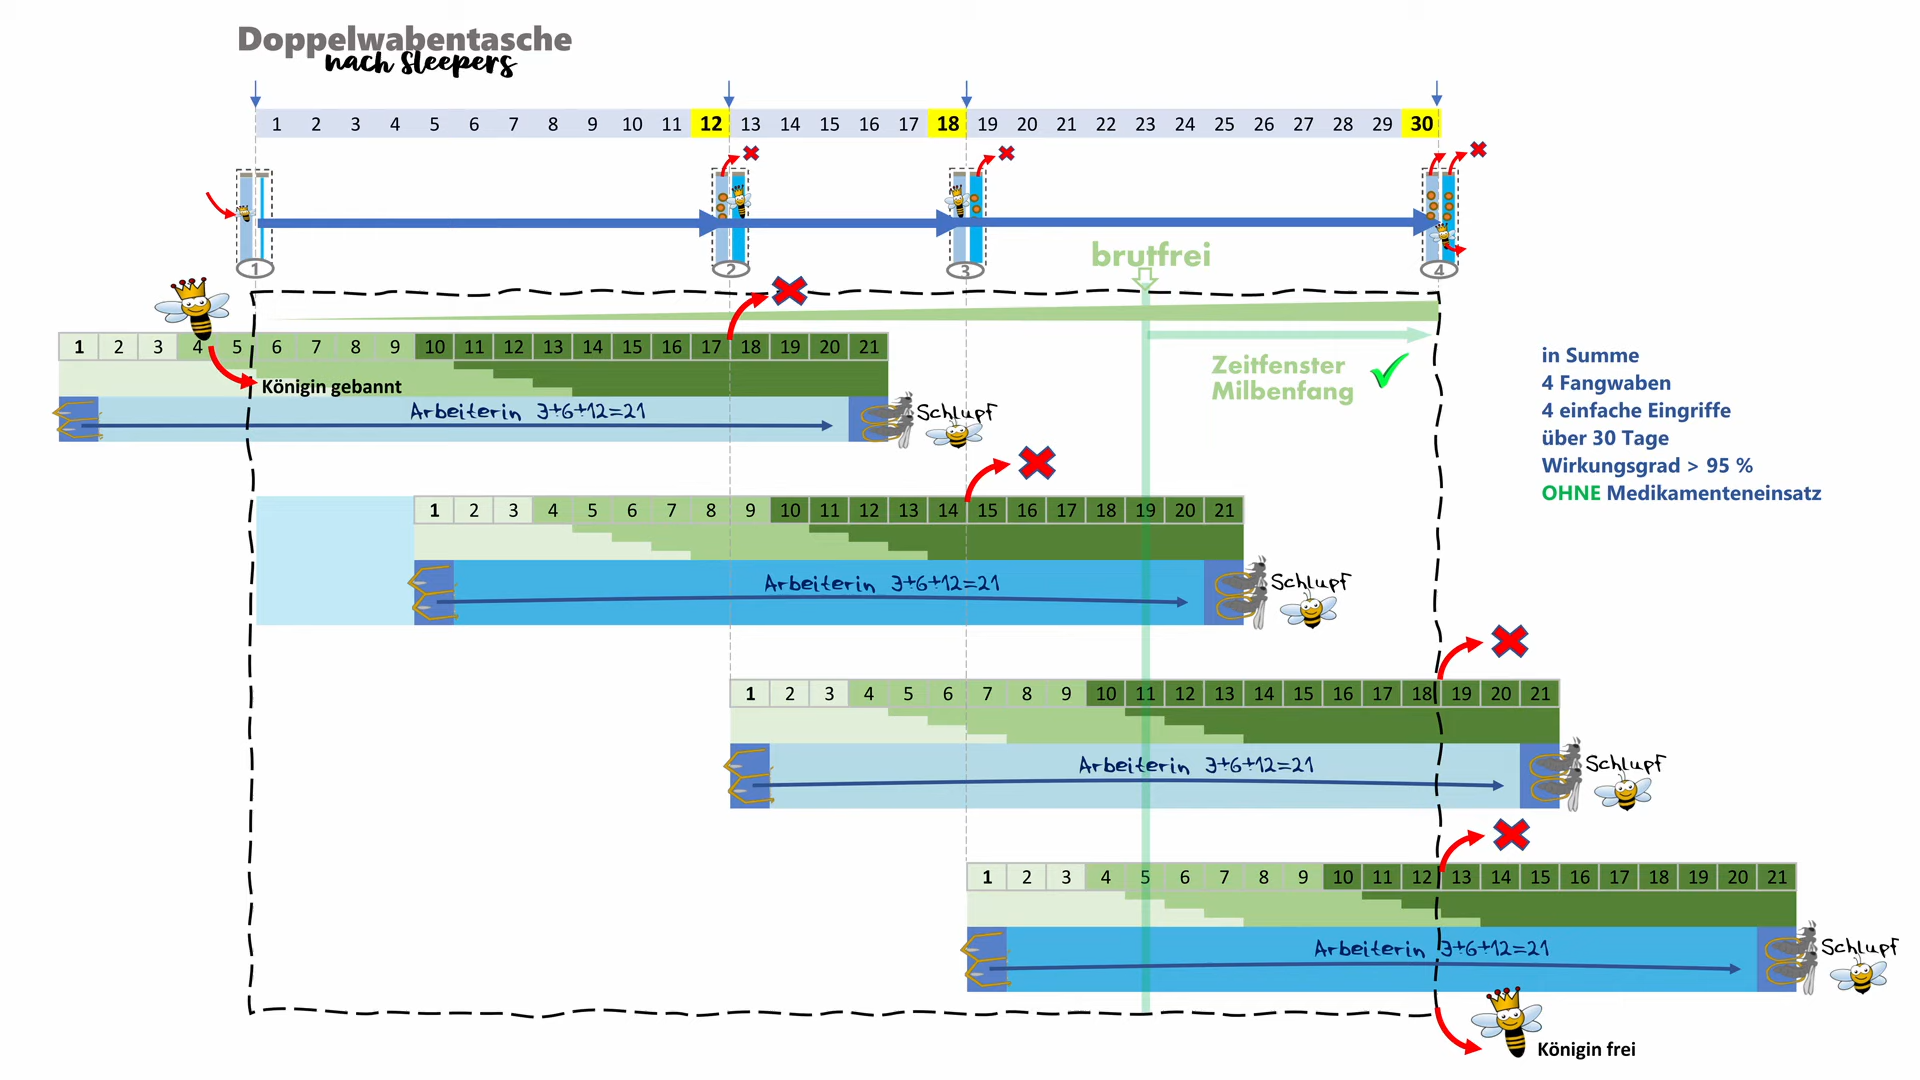 Doppelwabentasche
nach Sleepers
1 2 3 4 5 6 7 8 9 10 11 12 13 14 15 16 17 18 19 20 21 22 23 24 25 26 27 28 29 30
1 2 3 4
brutfrei
1 2 3 4 5 6 7 8 9 10 11 12 13 14 15 16 17 18 19 20 21
Königin gebannt
Arbeiterin 3+6+12=21
Schlupf
Zeitfenster
Milbenfang
in Summe
4 Fangwaben
4 einfache Eingriffe
über 30 Tage
Wirkungsgrad > 95 %
OHNE Medikamenteneinsatz
1 2 3 4 5 6 7 8 9 10 11 12 13 14 15 16 17 18 19 20 21
Arbeiterin 3+6+12=21
Schlupf
1 2 3 4 5 6 7 8 9 10 11 12 13 14 15 16 17 18 19 20 21
Arbeiterin 3+6+12=21
Schlupf
1 2 3 4 5 6 7 8 9 10 11 12 13 14 15 16 17 18 19 20 21
Arbeiterin 3+6+12=21
Schlupf
Königin frei